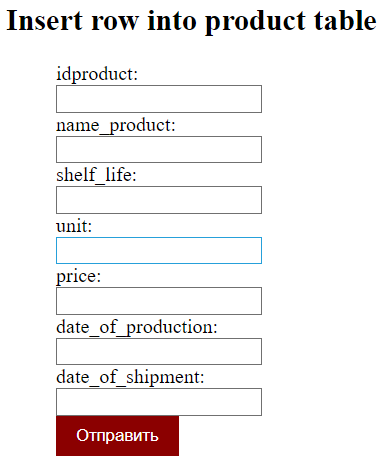 Insert row into product table
idproduct:
name_product:
shelf_life:
unit:
price:
date_of_production:
date_of_shipment:
Отправить